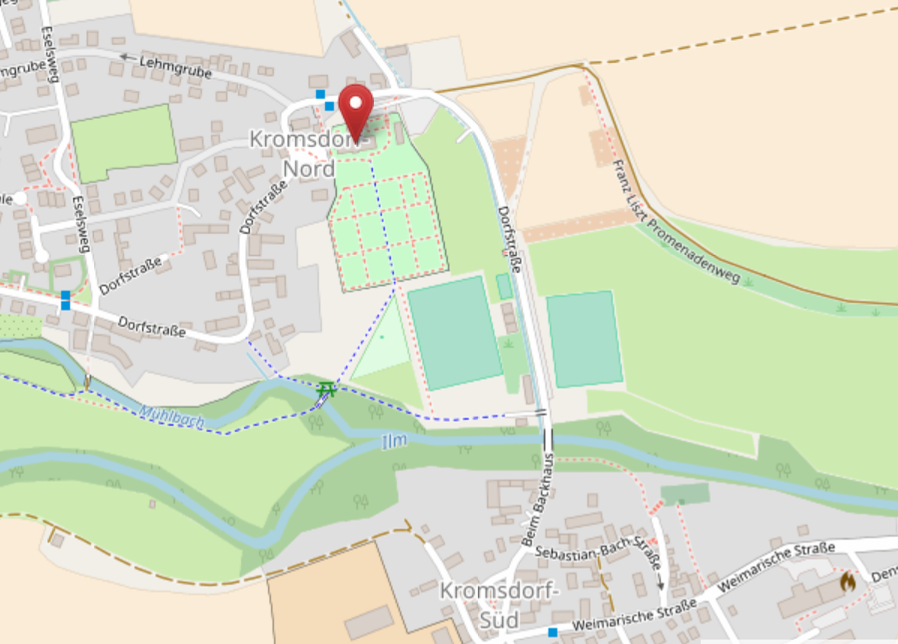 Eselsweg
Lehmgrube
mgrube
Kromsdorf-
Nord
Dorfstraße
Eselsweg
Dorfstraße
Franz Liszt Promenadenweg
Dorfstraße
Dorfstraße
Mühlbach
Ilm
Beim Backhaus
Sebastian-Bach-Straße
Weimarische Straße
Kromsdorf-
Süd
Weimarische Straße